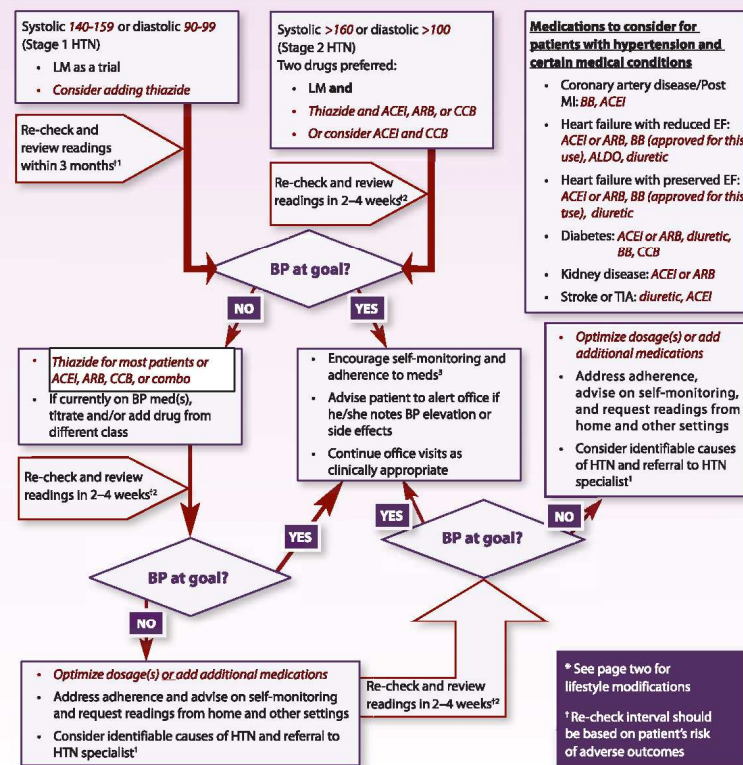 Systolic 140-159 or diastolic 90-99
(Stage 1 HTN)
• LM as a trial
• Consider adding thiazide
Systolic >160 or diastolic >100
(Stage 2 HTN)
Two drugs preferred:
• LM and
• Thiazide and ACEI, ARB, or CCB
• Or consider ACEI and CCB
Medications to consider for
patients with hypertension and
certain medical conditions
• Coronary artery disease/Post
MI: BB, ACEI
• Heart failure with reduced EF:
ACEI or ARB, BB (approved for this
use), ALDO, diuretic
• Heart failure with preserved EF:
ACEI or ARB, BB (approved for this
use), diuretic
• Diabetes: ACEI or ARB, diuretic,
BB, CCB
• Kidney disease: ACEI or ARB
• Stroke or TIA: diuretic, ACEI
Re-check and
review readings
within 3 months†1
Re-check and review
readings in 2–4 weeks†2
BP at goal?
NO
YES
• Thiazide for most patients or
ACEI, ARB, CCB, or combo
• If currently on BP med(s),
titrate and/or add drug from
different class
• Encourage self-monitoring and
adherence to meds³
• Advise patient to alert office if
he/she notes BP elevation or
side effects
• Continue office visits as
clinically appropriate
• Optimize dosage(s) or add
additional medications
• Address adherence,
advise on self-monitoring,
and request readings from
home and other settings
• Consider identifiable causes
of HTN and referral to HTN
specialist¹
Re-check and review
readings in 2–4 weeks†2
YES
YES
NO
BP at goal?
BP at goal?
NO
• Optimize dosage(s) or add additional medications
• Address adherence and advise on self-monitoring
and request readings from home and other settings
• Consider identifiable causes of HTN and referral to
HTN specialist¹
Re-check and review
readings in 2–4 weeks†2
* See page two for
lifestyle modifications
† Re-check interval should
be based on patient's risk
of adverse outcomes